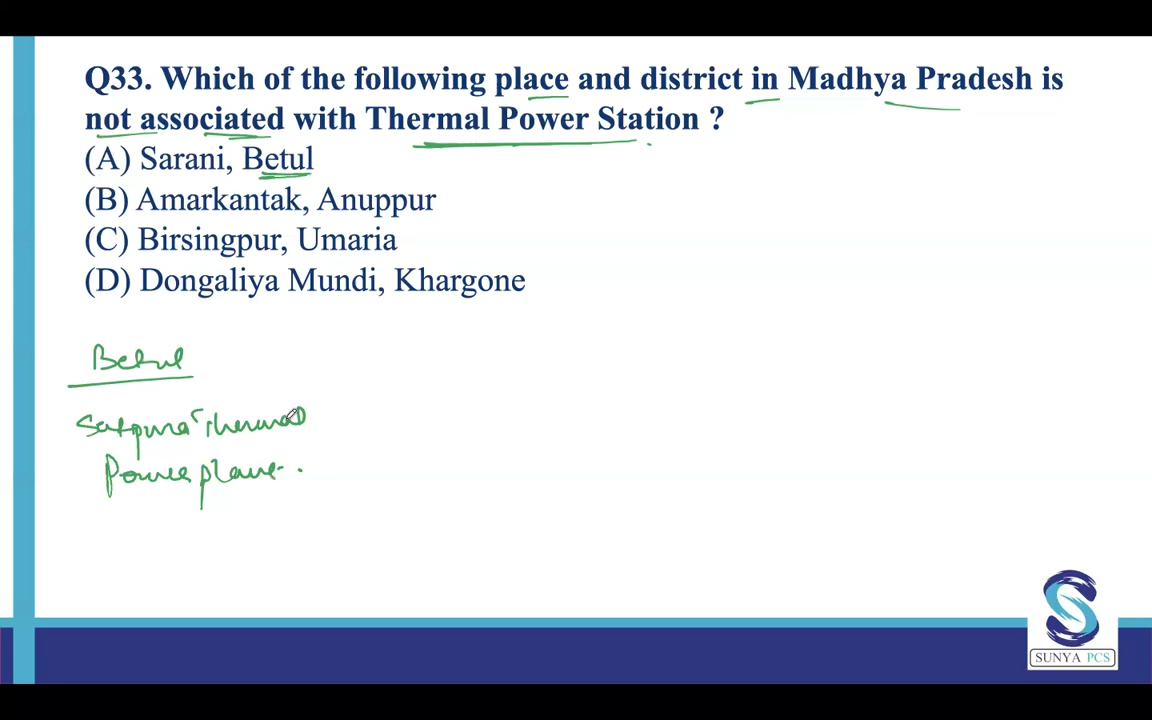 Q33. Which of the following place and district in Madhya Pradesh is
not associated with Thermal Power Station ?
(A) Sarani, Betul
(B) Amarkantak, Anuppur
(C) Birsingpur, Umaria
(D) Dongaliya Mundi, Khargone
Betul
Satpura Thermal
Power plant.
SUNYA PCS